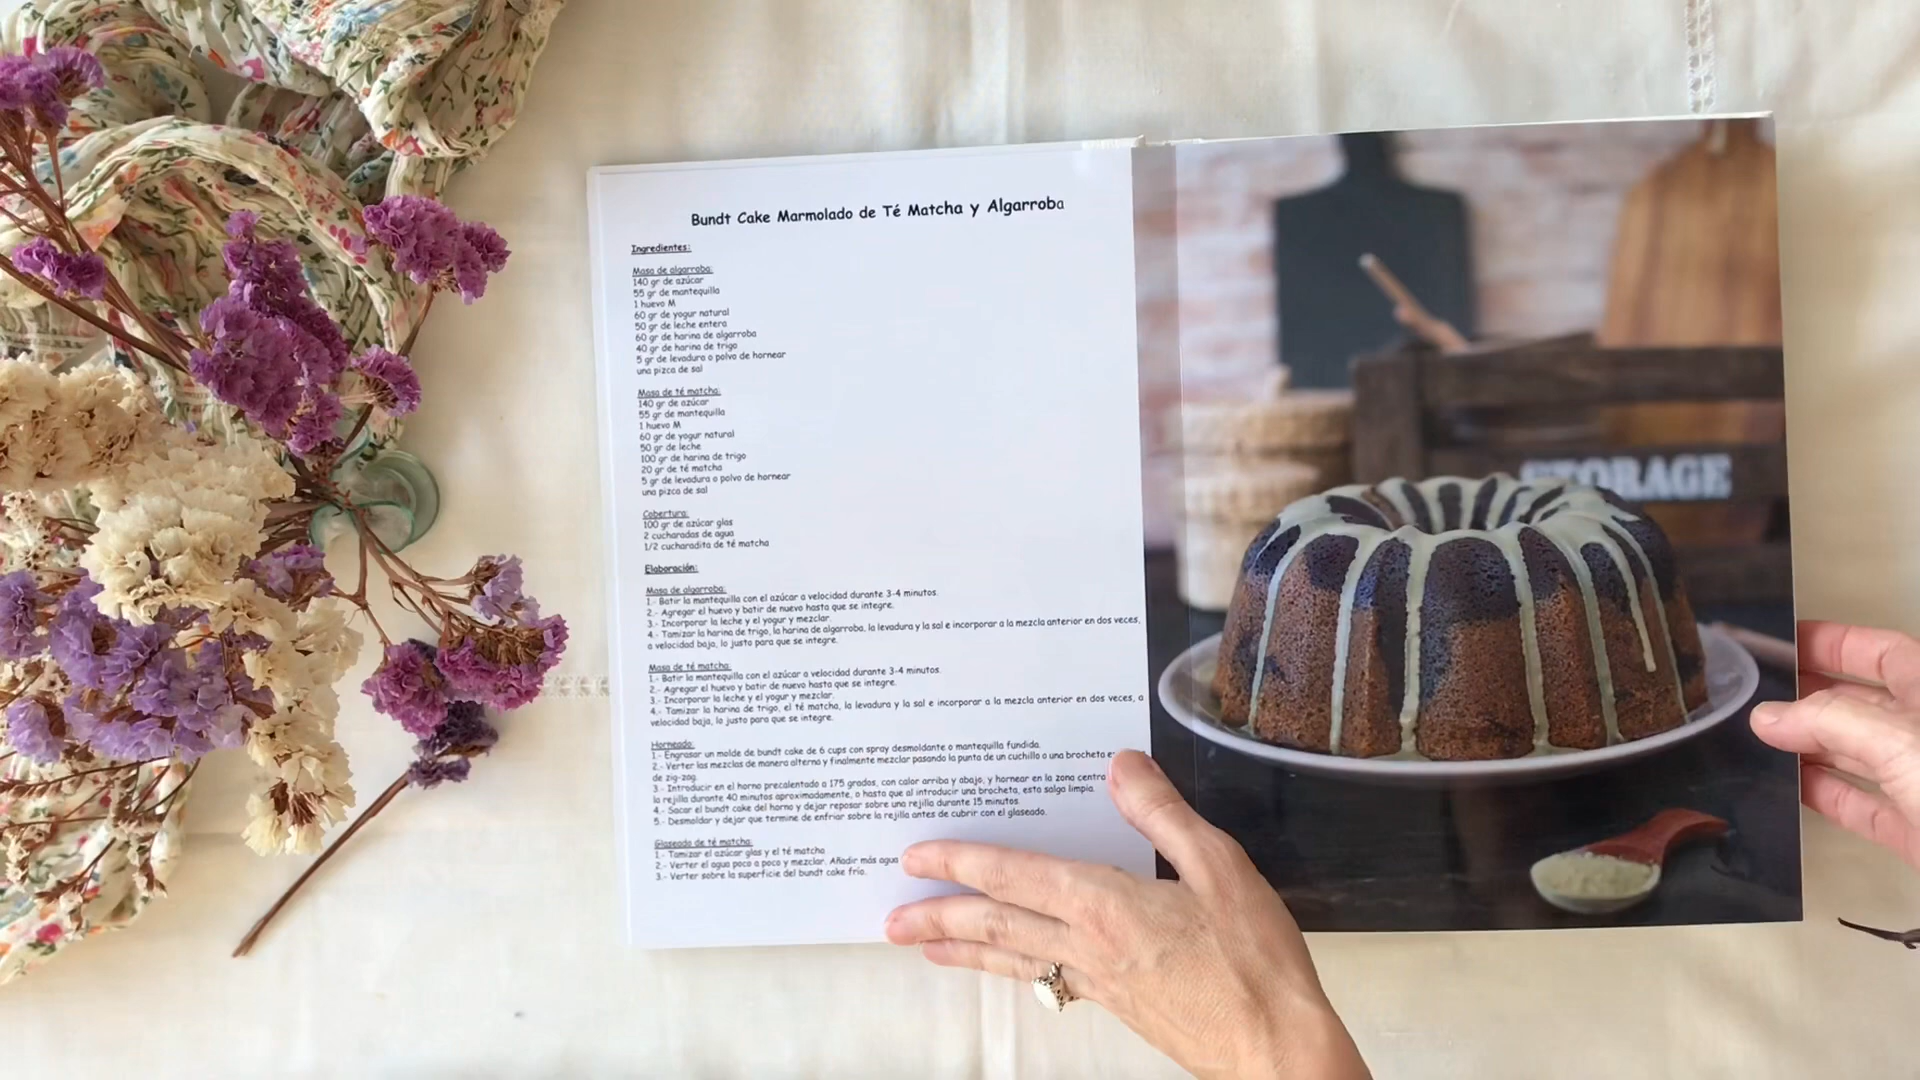 Bundt Cake Marmolado de Té Matcha y Algarroba
Ingredientes:
Masa de algarroba:
140 gr de azúcar
55 gr de mantequilla
1 huevo M
60 gr de yogur natural
50 gr de leche entera
60 gr de harina de algarroba
40 gr de harina de trigo
5 gr de levadura o polvo de hornear
una pizca de sal
Masa de té matcha:
140 gr de azúcar
55 gr de mantequilla
1 huevo M
60 gr de yogur natural
50 gr de leche
100 gr de harina de trigo
20 gr de té matcha
5 gr de levadura o polvo de hornear
una pizca de sal
Cobertura:
100 gr de azúcar glas
2 cucharadas de agua
1/2 cucharadita de té matcha
Elaboración:
Masa de algarroba:
1.- Batir la mantequilla con el azúcar a velocidad durante 3-4 minutos.
2.- Agregar el huevo y batir de nuevo hasta que se integre.
3.- Incorporar la leche y el yogur y mezclar.
4.- Tamizar la harina de trigo, la harina de algarroba, la levadura y la sal e incorporar a la mezcla anterior en dos veces,
a velocidad baja, lo justo para que se integre.
Masa de té matcha:
1.- Batir la mantequilla con el azúcar a velocidad durante 3-4 minutos.
2.- Agregar el huevo y batir de nuevo hasta que se integre.
3.- Incorporar la leche y el yogur y mezclar.
4.- Tamizar la harina de trigo, el té matcha, la levadura y la sal e incorporar a la mezcla anterior en dos veces, a
velocidad baja, lo justo para que se integre.
Horneado:
1.- Engrasar un molde de bundt cake de 6 cups con spray desmoldante o mantequilla fundida.
2.- Verter las mezclas de manera alterna y finalmente mezclar pasando la punta de un cuchillo o una brocheta
de zig-zag.
3.- Introducir en el horno precalentado a 175 grados, con calor arriba y abajo, y hornear en la zona
la rejilla durante 40 minutos aproximadamente, o hasta que al introducir una brocheta, esta salga limpia.
4.- Sacar el bundt cake del horno y dejar reposar sobre una rejilla durante 15 minutos
5.- Desmoldar y dejar que termine de enfriar sobre la rejilla antes de cubrir con el glaseado.
Glaseado de té matcha:
1.- Tamizar el azúcar glas y el té matcha
2.- Verter el agua poco a poco y mezclar. Añadir más agua
3.- Verter sobre la superficie del bundt cake frío.
STORAGE